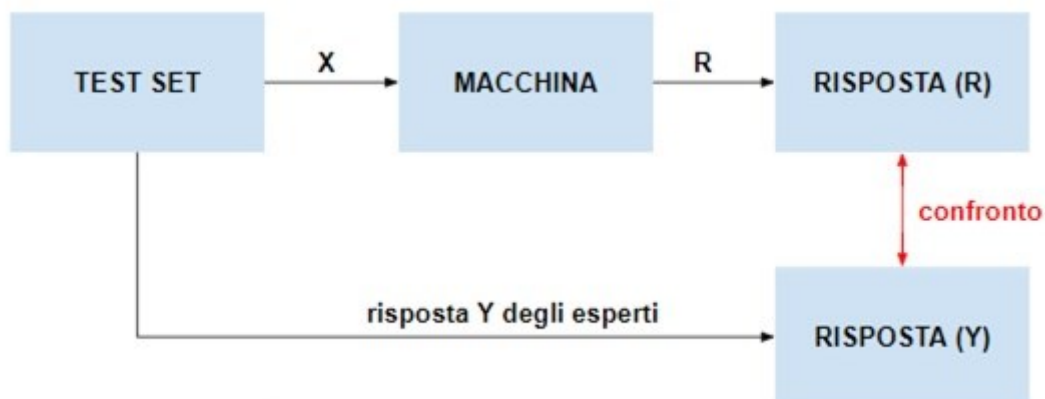 TEST SET
X
MACCHINA
R
RISPOSTA (R)
confronto
risposta Y degli esperti
RISPOSTA (Y)